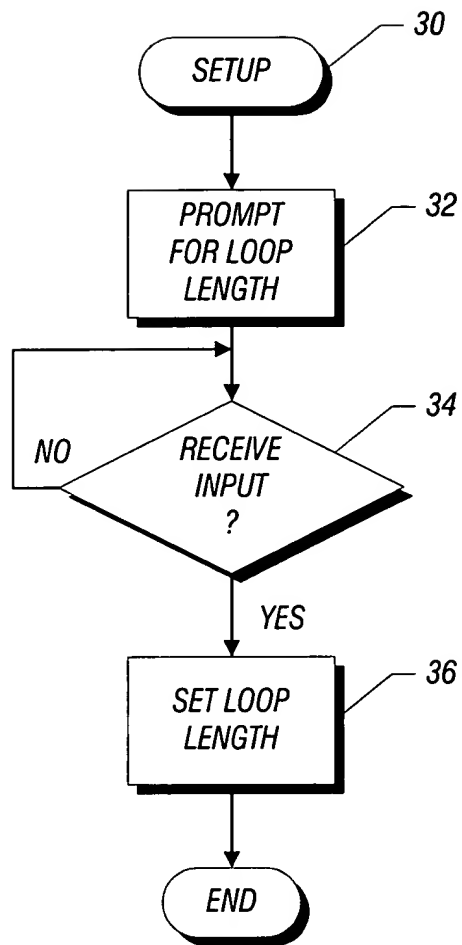 30
SETUP
32
PROMPT
FOR LOOP
LENGTH
34
NO
RECEIVE
INPUT
?
YES
36
SET LOOP
LENGTH
END